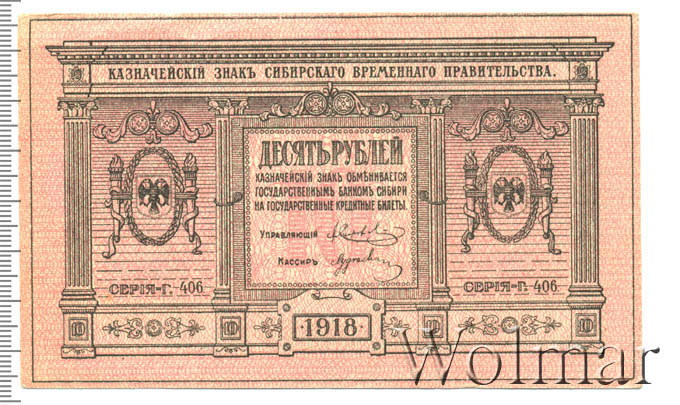 КАЗНАЧЕЙСКІЙ ЗНАКЪ СИБИРСКАГО ВРЕМЕННАГО ПРАВИТЕЛЬСТВА.
ДЕСЯТЬ РУБЛЕЙ
КАЗНАЧЕЙСКІЙ ЗНАКЪ ОБМѢНИВАЕТСЯ
ГОСУДАРСТВЕННЫМЪ БАНКОМЪ СИБИРИ
НА ГОСУДАРСТВЕННЫЕ КРЕДИТНЫЕ БИЛЕТЫ.
УПРАВЛЯЮЩІЙ
КАССИРЪ
СЕРІЯ-Г. 406
СЕРІЯ-Г. 406
10 10 1918 10 10
Wolmar